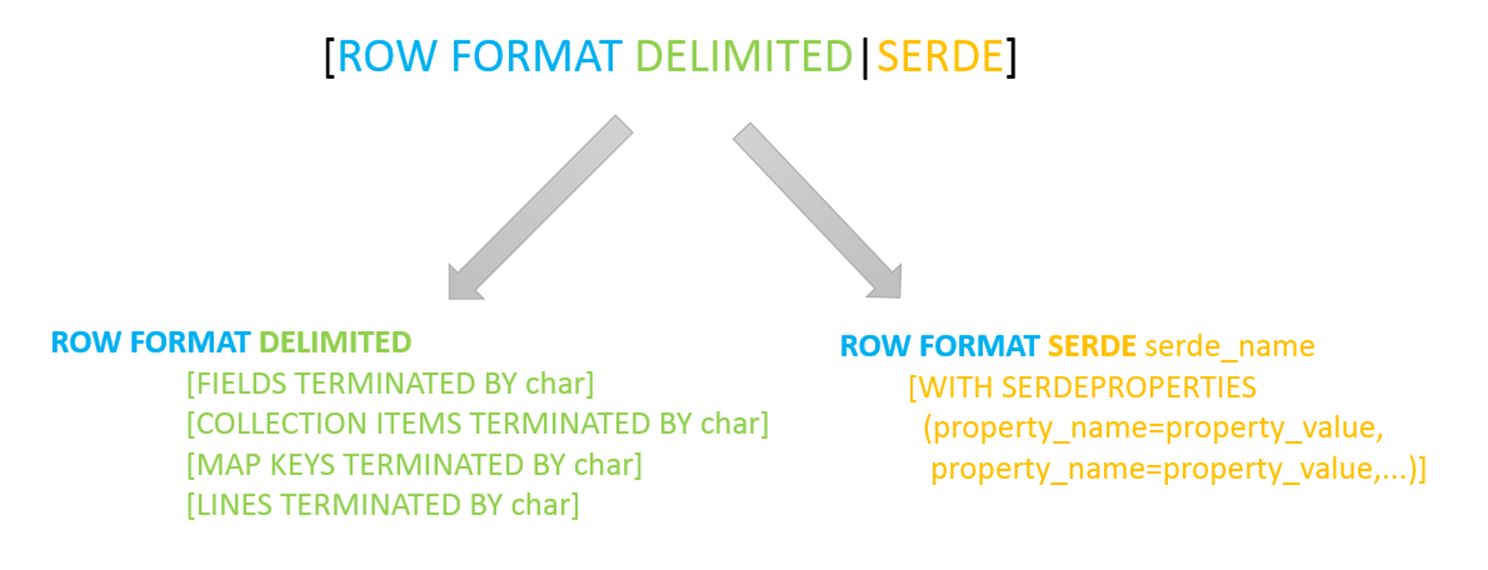 [ROW FORMAT DELIMITED|SERDE]
ROW FORMAT DELIMITED
[FIELDS TERMINATED BY char]
[COLLECTION ITEMS TERMINATED BY char]
[MAP KEYS TERMINATED BY char]
[LINES TERMINATED BY char]
ROW FORMAT SERDE serde_name
[WITH SERDEPROPERTIES
(property_name=property_value,
property_name=property_value,...)]